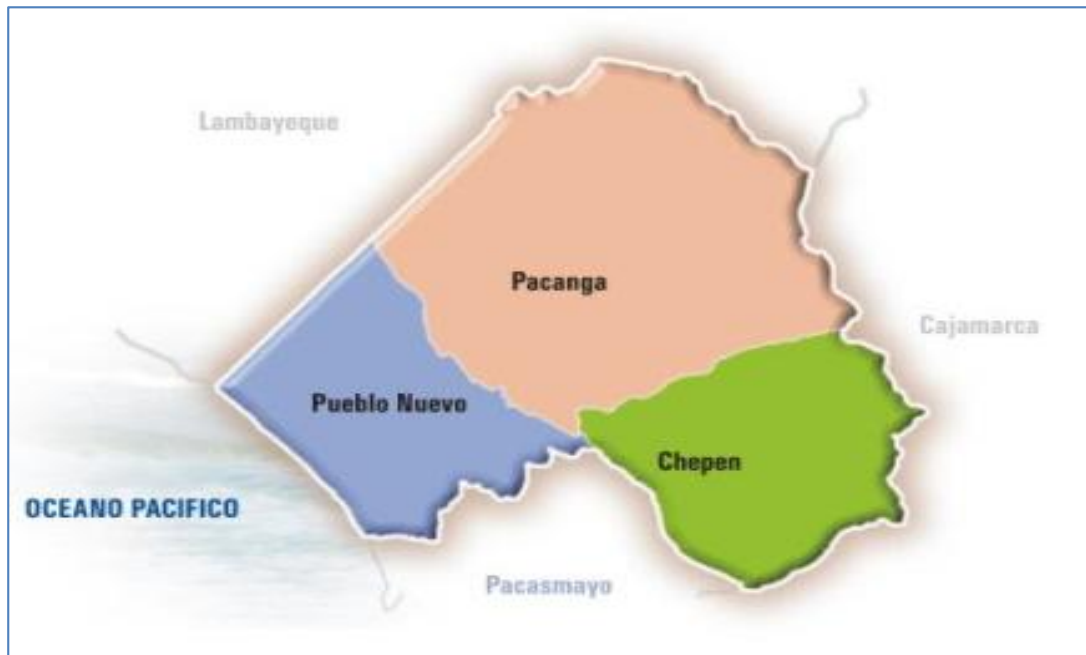 Lambayeque
Pacanga
Cajamarca
Pueblo Nuevo
Chepen
OCEANO PACIFICO
Pacasmayo